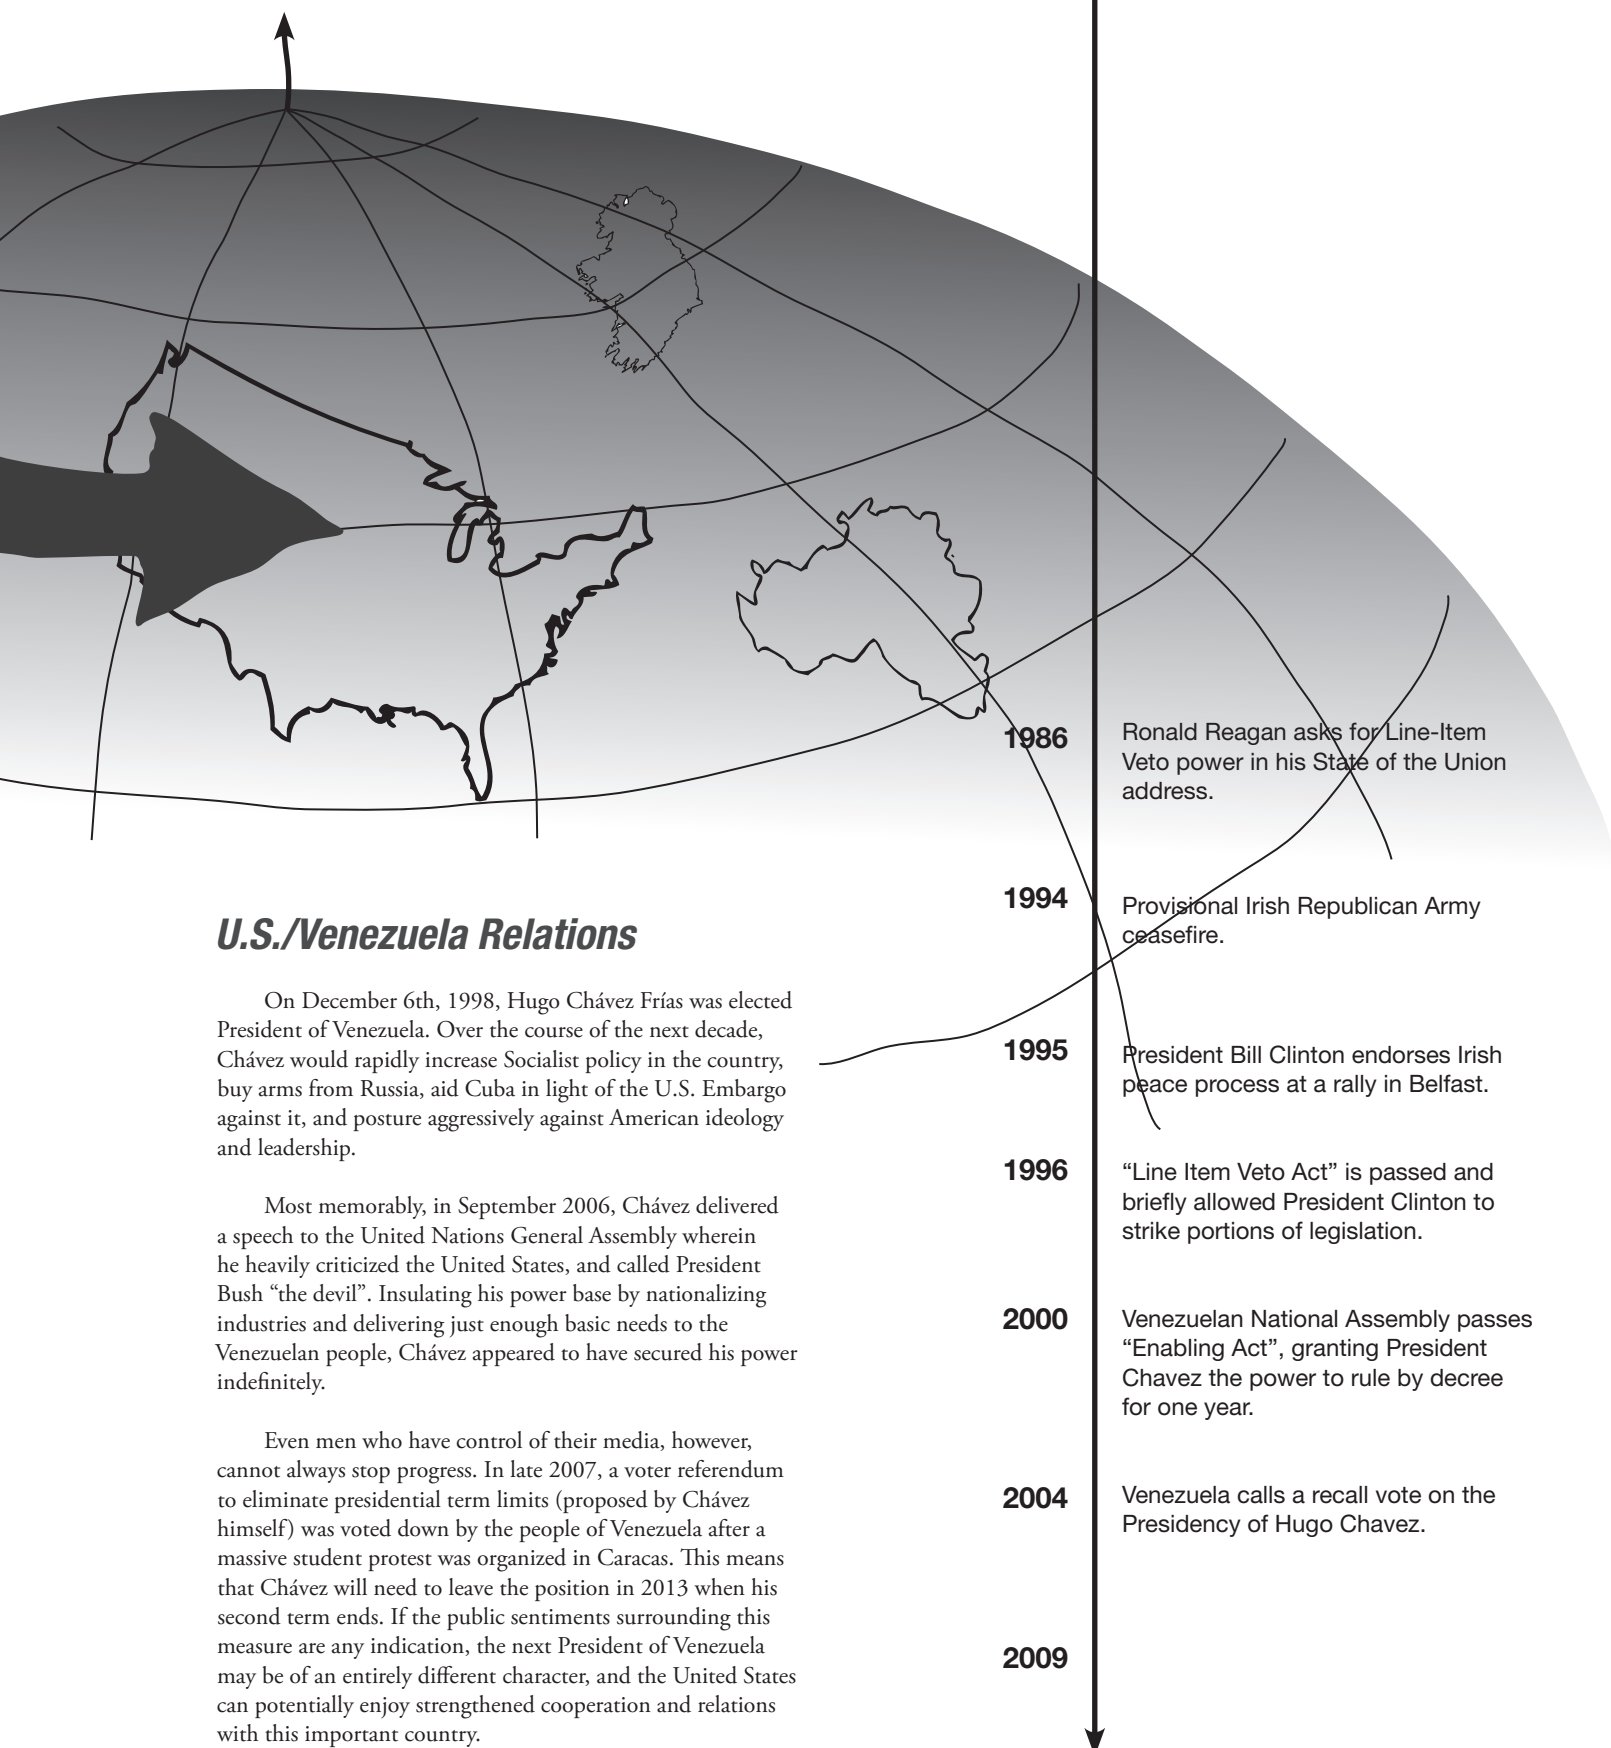 U.S./Venezuela Relations
On December 6th, 1998, Hugo Chávez Frías was elected
President of Venezuela. Over the course of the next decade,
Chávez would rapidly increase Socialist policy in the country,
buy arms from Russia, aid Cuba in light of the U.S. Embargo
against it, and posture aggressively against American ideology
and leadership.
Most memorably, in September 2006, Chávez delivered
a speech to the United Nations General Assembly wherein
he heavily criticized the United States, and called President
Bush “the devil”. Insulating his power base by nationalizing
industries and delivering just enough basic needs to the
Venezuelan people, Chávez appeared to have secured his power
indefinitely.
Even men who have control of their media, however,
cannot always stop progress. In late 2007, a voter referendum
to eliminate presidential term limits (proposed by Chávez
himself) was voted down by the people of Venezuela after a
massive student protest was organized in Caracas. This means
that Chávez will need to leave the position in 2013 when his
second term ends. If the public sentiments surrounding this
measure are any indication, the next President of Venezuela
may be of an entirely different character, and the United States
can potentially enjoy strengthened cooperation and relations
with this important country.
1986
Ronald Reagan asks for Line-Item
Veto power in his State of the Union
address.
1994
Provisional Irish Republican Army
ceasefire.
1995
President Bill Clinton endorses Irish
peace process at a rally in Belfast.
1996
“Line Item Veto Act” is passed and
briefly allowed President Clinton to
strike portions of legislation.
2000
Venezuelan National Assembly passes
“Enabling Act”, granting President
Chavez the power to rule by decree
for one year.
2004
Venezuela calls a recall vote on the
Presidency of Hugo Chavez.
2009